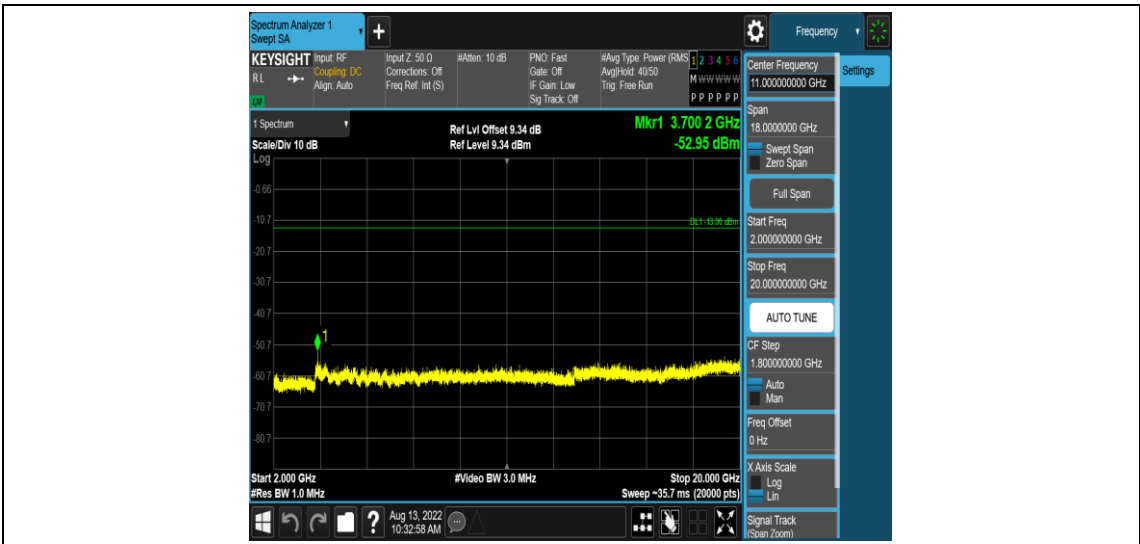 Spectrum Analyzer 1
Swept SA
+
Frequency
KEYSIGHT
RL
Input: RF
Coupling: DC
Align: Auto
Input Z: 50 Ω
Corrections: Off
Freq Ref: Int (S)
#Atten: 10 dB
PNO: Fast
Gate: Off
IF Gain: Low
Sig Track: Off
#Avg Type: Power (RMS
Avg|Hold: 40/50
Trig: Free Run
1 2 3 4 5 6
M W W W W W
P P P P P P
1 Spectrum
Scale/Div 10 dB
Log
Ref Lvl Offset 9.34 dB
Ref Level 9.34 dBm
Mkr1 3.700 2 GHz
-52.95 dBm
-0.66
-10.7
-20.7
-30.7
-40.7
-50.7
-60.7
-70.7
-80.7
DL1 -13.00 dBm
1
Start 2.000 GHz
#Res BW 1.0 MHz
#Video BW 3.0 MHz
Stop 20.000 GHz
Sweep ~35.7 ms (20000 pts)
?
Aug 13, 2022
10:32:58 AM
Center Frequency
11.000000000 GHz
Settings
Span
18.0000000 GHz
Swept Span
Zero Span
Full Span
Start Freq
2.000000000 GHz
Stop Freq
20.000000000 GHz
AUTO TUNE
CF Step
1.800000000 GHz
Auto
Man
Freq Offset
0 Hz
X Axis Scale
Log
Lin
Signal Track
(Span Zoom)